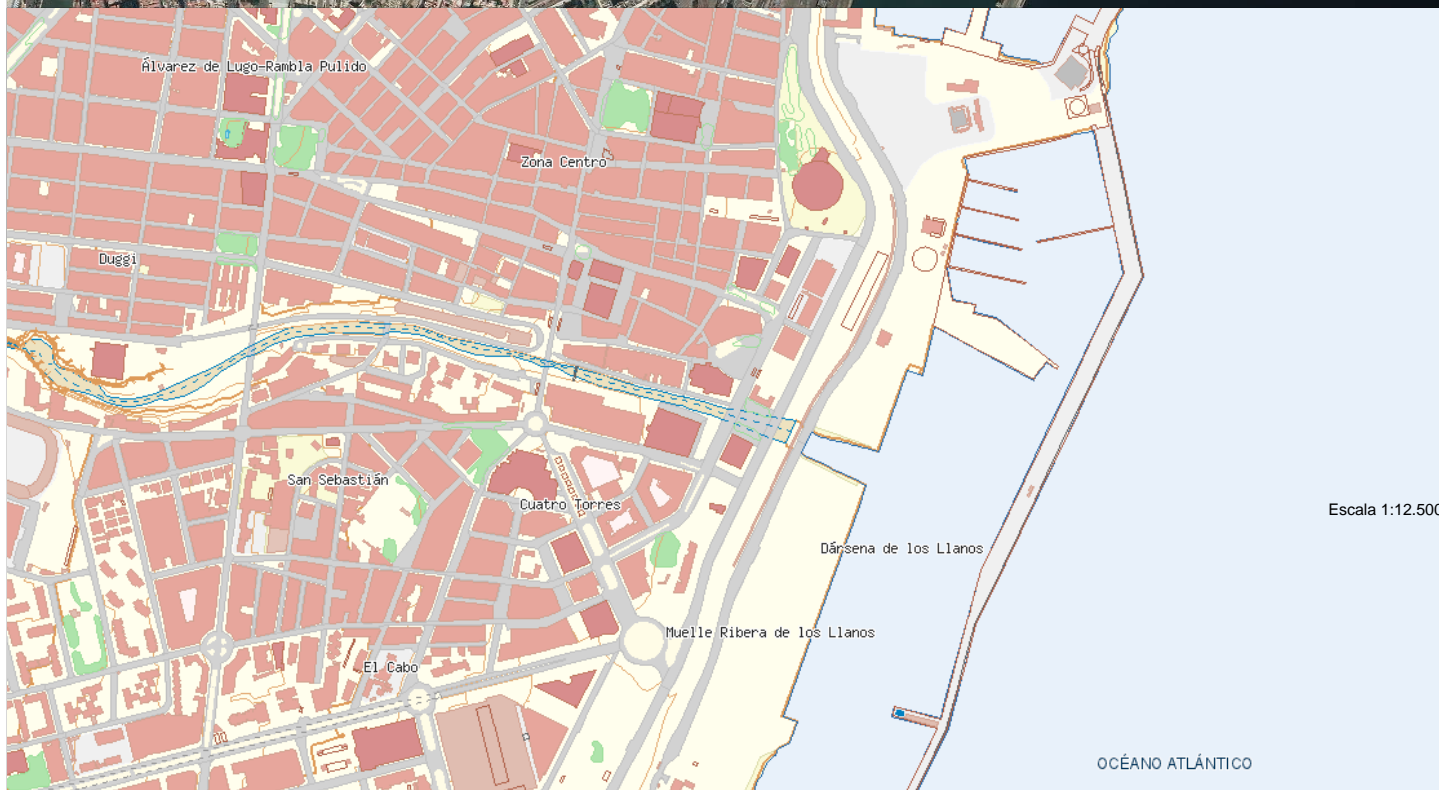 Álvarez de Lugo-Rambla Pulido
Zona Centro
Duggi
San Sebastián
Cuatro Torres
Escala 1:12.500
Dársena de los Llanos
Muelle Ribera de los Llanos
El Cabo
OCÉANO ATLÁNTICO